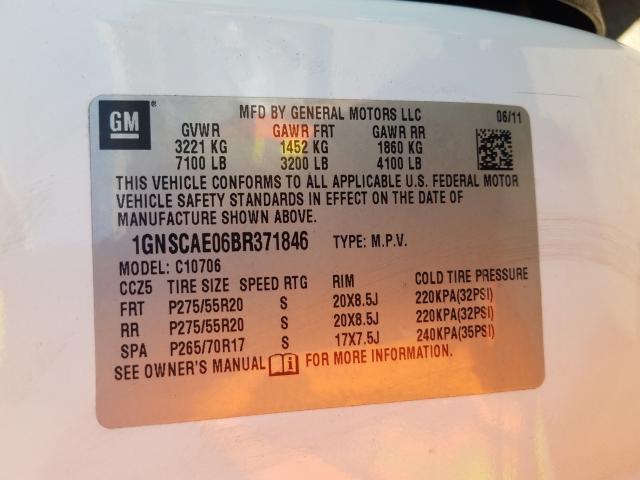 GM ® MFD BY GENERAL MOTORS LLC 06/11
GVWR GAWR FRT GAWR RR
3221 KG 1452 KG 1860 KG
7100 LB 3200 LB 4100 LB
THIS VEHICLE CONFORMS TO ALL APPLICABLE U.S. FEDERAL MOTOR
VEHICLE SAFETY STANDARDS IN EFFECT ON THE DATE OF
MANUFACTURE SHOWN ABOVE.
1GNSCAE06BR371846 TYPE: M.P.V.
MODEL: C10706
CCZ5 TIRE SIZE SPEED RTG RIM COLD TIRE PRESSURE
FRT P275/55R20 S 20X8.5J 220KPA(32PSI)
RR P275/55R20 S 20X8.5J 220KPA(32PSI)
SPA P265/70R17 S 17X7.5J 240KPA(35PSI)
SEE OWNER'S MANUAL FOR MORE INFORMATION.